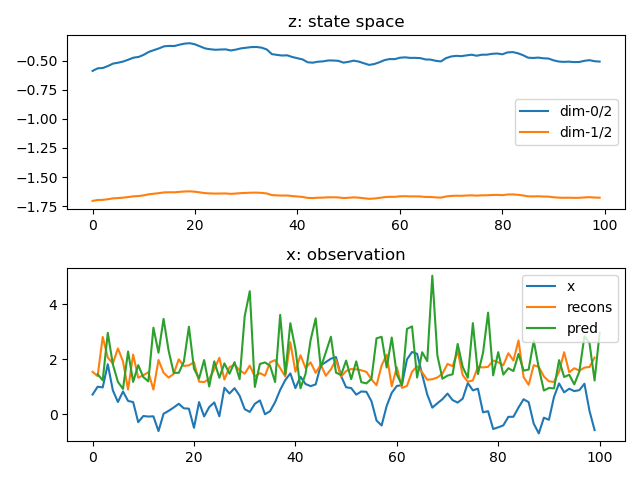 z: state space
−0.50
−0.75
−1.00
−1.25
−1.50
−1.75
dim-0/2
dim-1/2
0 20 40 60 80 100
x: observation
4
2
0
x
recons
pred
0 20 40 60 80 100